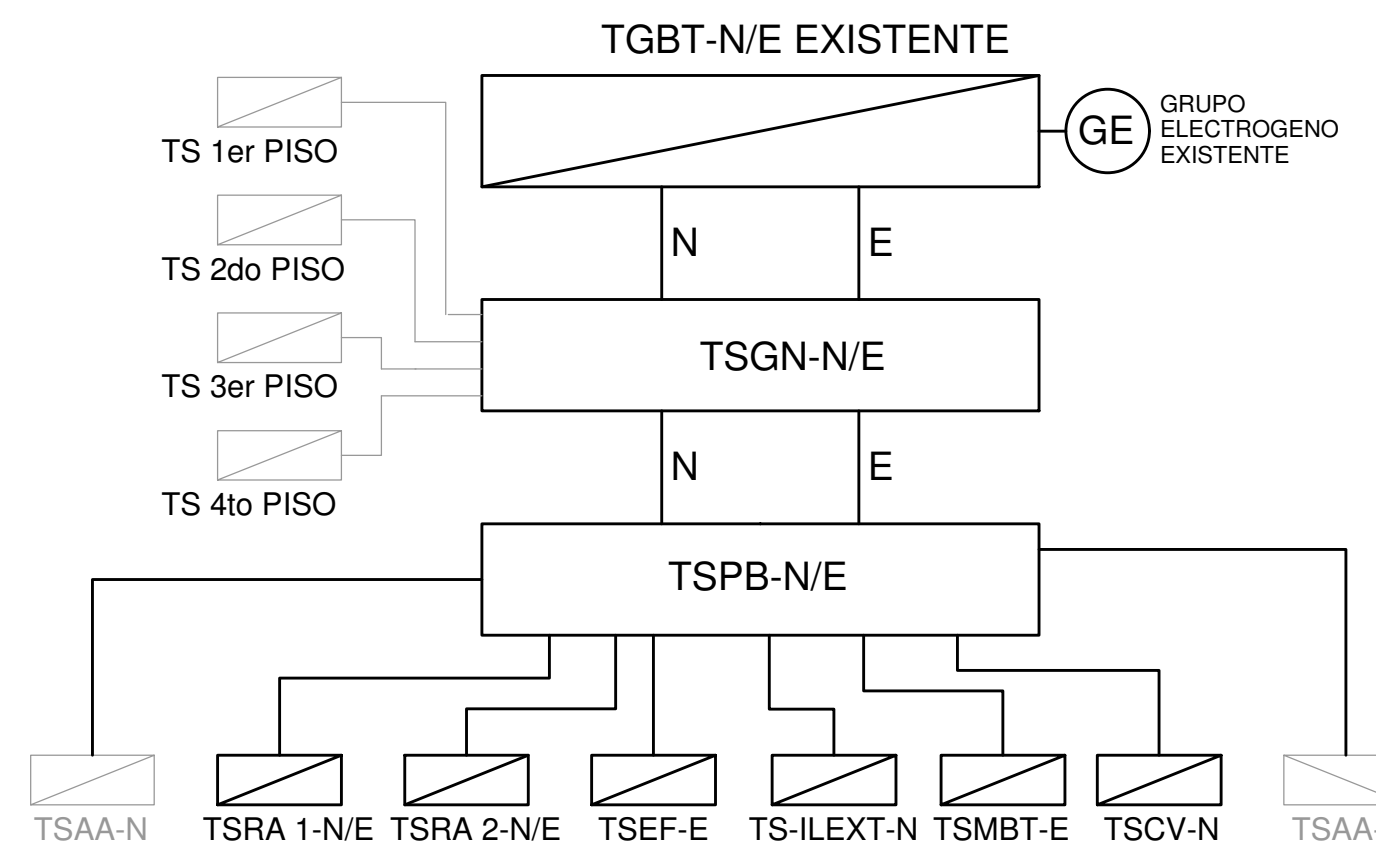 TGBT-N/E EXISTENTE
GE
GRUPO
ELECTROGENO
EXISTENTE
TS 1er PISO
TS 2do PISO
TS 3er PISO
TS 4to PISO
N
E
TSGN-N/E
N
E
TSPB-N/E
TSAA-N
TSRA 1-N/E
TSRA 2-N/E
TSEF-E
TS-ILEXT-N
TSMBT-E
TSCV-N
TSAA-